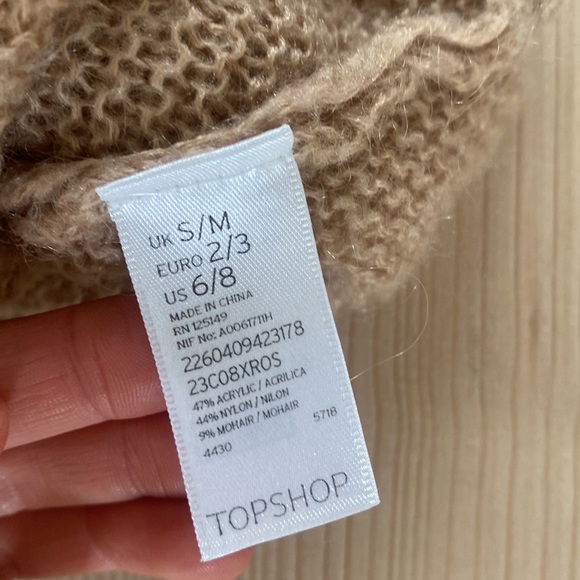 UK S/M
EURO 2/3
US 6/8
MADE IN CHINA
RN 125149
NIF No: A0061711H
2260409423178
23C08XROS
47% ACRYLIC / ACRILICA
44% NYLON / NILON
9% MOHAIR / MOHAIR
4430 5718
TOPSHOP